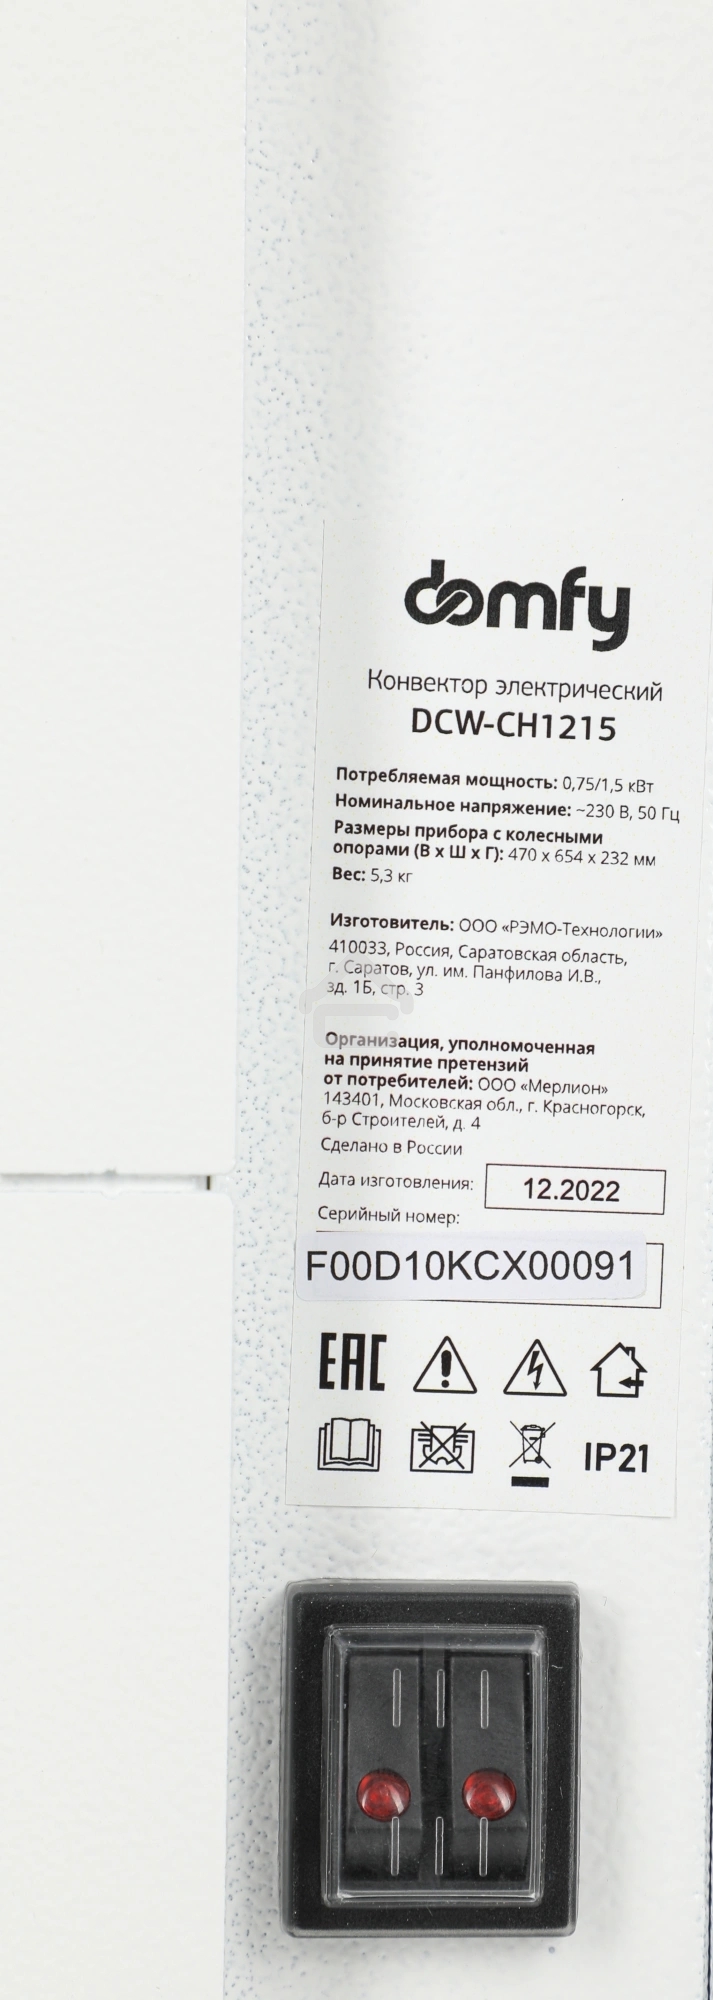 domfy
Конвектор электрический
DCW-CH1215
Потребляемая мощность: 0,75/1,5 кВт
Номинальное напряжение: ~230 В, 50 Гц
Размеры прибора с колесными
опорами (В х Ш х Г): 470 х 654 х 232 мм
Вес: 5,3 кг
Изготовитель: ООО «РЭМО-Технологии»
410033, Россия, Саратовская область,
г. Саратов, ул. им. Панфилова И.В.,
зд. 1Б, стр. 3
Организация, уполномоченная
на принятие претензий
от потребителей: ООО «Мерлион»
143401, Московская обл., г. Красногорск,
б-р Строителей, д. 4
Сделано в России
Дата изготовления: 12.2022
Серийный номер:
F00D10KCX00091
EAC
IP21